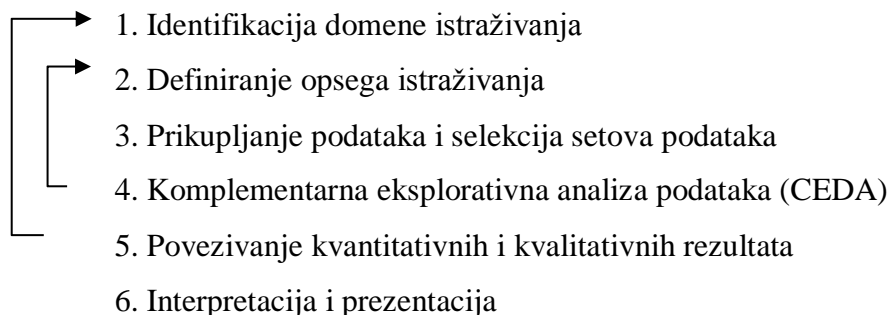 1. Identifikacija domene istraživanja
2. Definiranje opsega istraživanja
3. Prikupljanje podataka i selekcija setova podataka
4. Komplementarna eksplorativna analiza podataka (CEDA)
5. Povezivanje kvantitativnih i kvalitativnih rezultata
6. Interpretacija i prezentacija